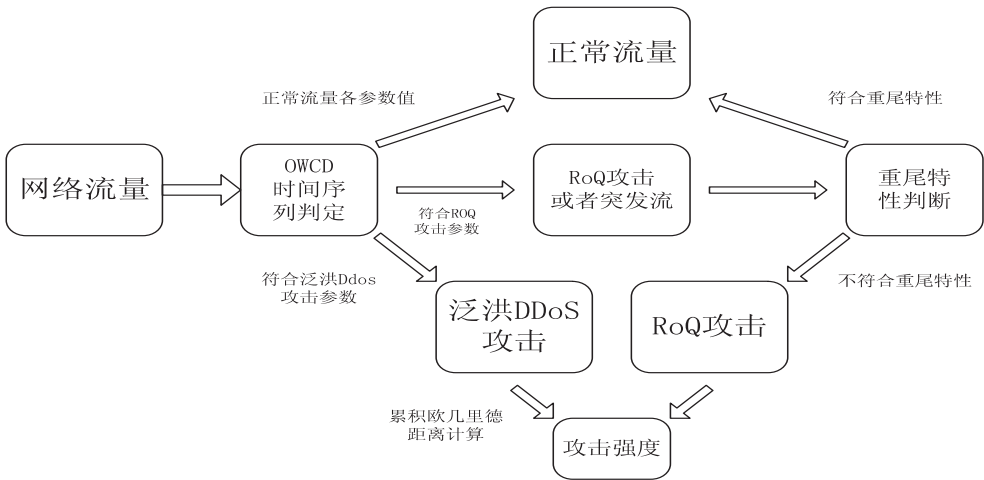 正常流量
正常流量各参数值
符合重尾特性
网络流量
OWCD
时间序
列判定
RoQ攻击
或者突发流
重尾特
性判断
符合ROQ
攻击参数
符合泛洪Ddos
攻击参数
不符合重尾特性
泛洪DDoS
攻击
RoQ攻击
累积欧几里德
距离计算
攻击强度